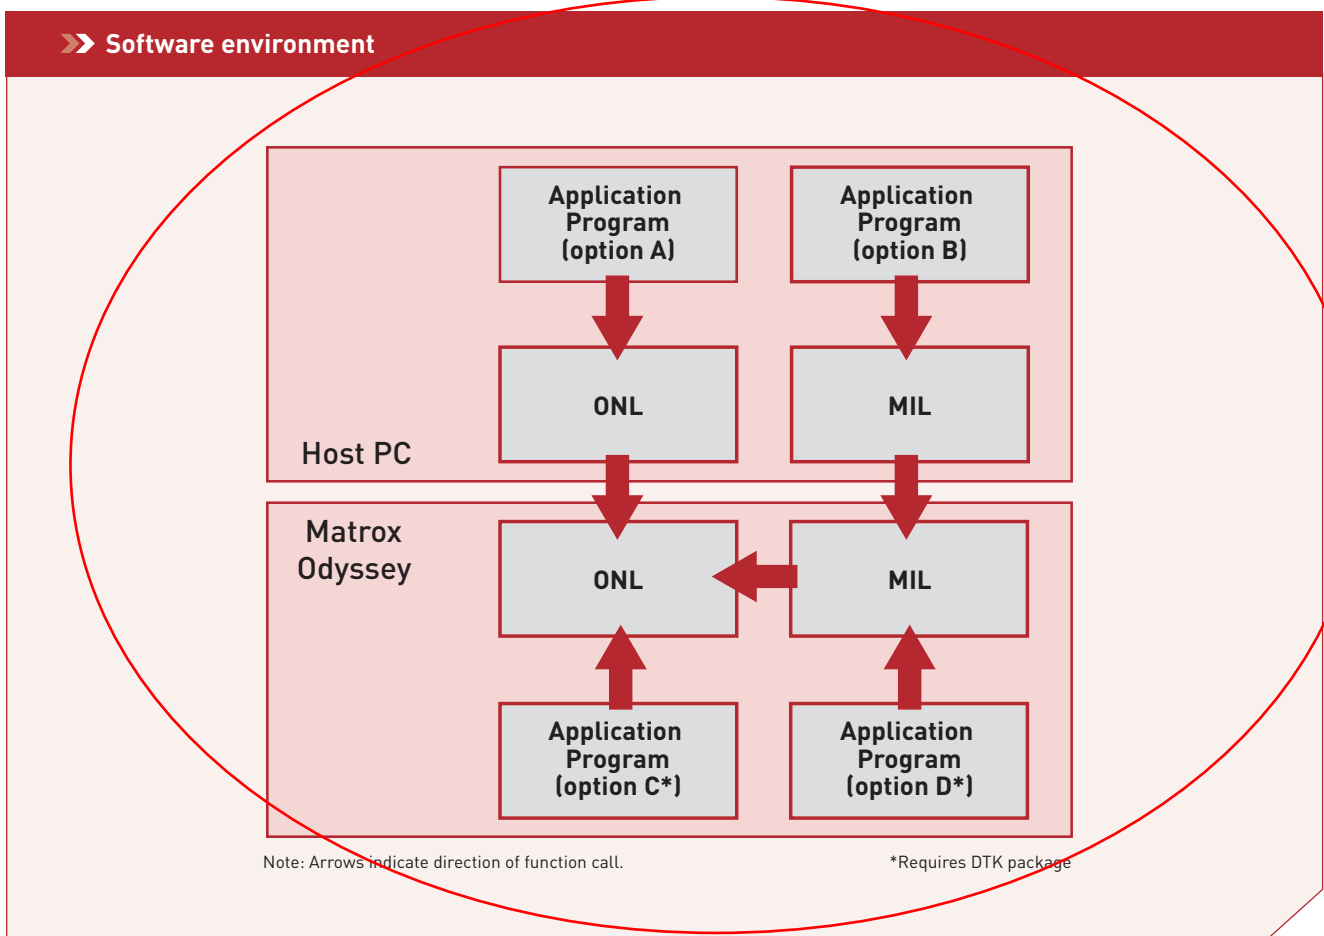 Software environment
Application
Program
(option A)
Application
Program
(option B)
ONL
MIL
Host PC
Matrox
Odyssey
ONL
MIL
Application
Program
(option C*)
Application
Program
(option D*)
Note: Arrows indicate direction of function call.
*Requires DTK package